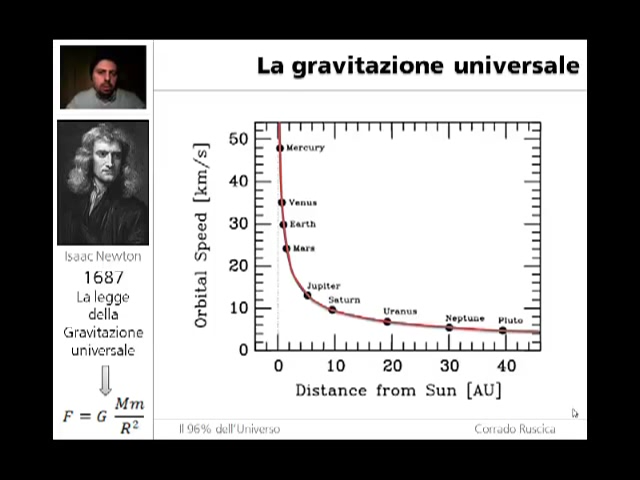 La gravitazione universale
Isaac Newton
1687
La legge
della
Gravitazione
universale
F = G Mm
R²
Orbital Speed [km/s]
50
40
30
20
10
0
Mercury
Venus
Earth
Mars
Jupiter
Saturn
Uranus
Neptune
Pluto
0 10 20 30 40
Distance from Sun [AU]
Il 96% dell'Universo
Corrado Ruscica